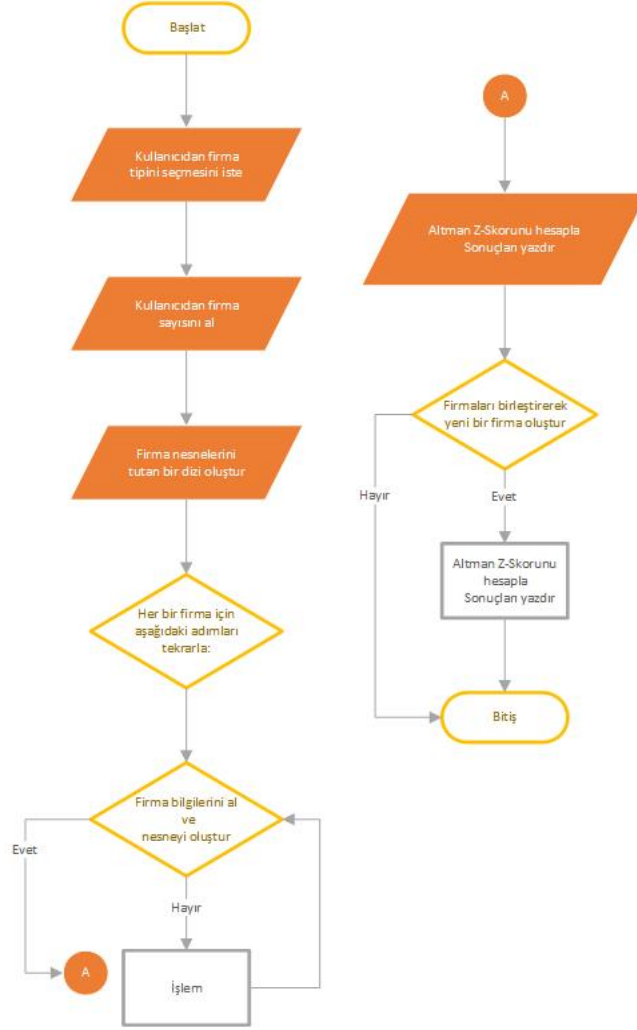 Başlat
Kullanıcıdan firma
tipini seçmesini iste
Kullanıcıdan firma
sayısını al
Firma nesnelerini
tutan bir dizi oluştur
Her bir firma için
aşağıdaki adımları
tekrarla:
Firma bilgilerini al
ve
nesneyi oluştur
Evet
Hayır
A
İşlem
A
Altman Z-Skorunu hesapla
Sonuçları yazdır
Firmaları birleştirerek
yeni bir firma oluştur
Hayır
Evet
Altman Z-Skorunu
hesapla
Sonuçları yazdır
Bitiş